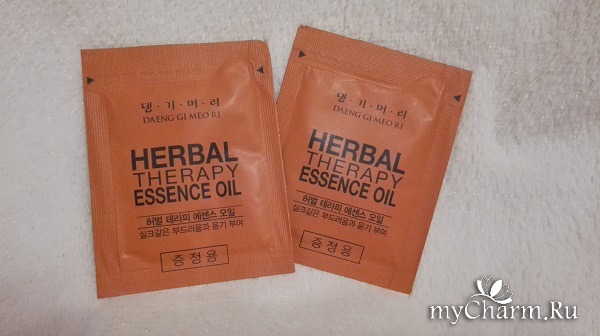 댕·기·머·리
DAENG GI MEO RI
HERBAL
THERAPY
ESSENCE OIL
허벌 테라피 에센스 오일
실크같은 부드러움과 윤기 부여
증정용
댕·기·머·리
DAENG GI MEO RI
HERBAL
THERAPY
ESSENCE OIL
허벌 테라피 에센스 오일
실크같은 부드러움과 윤기 부여
증정용
myCharm.Ru